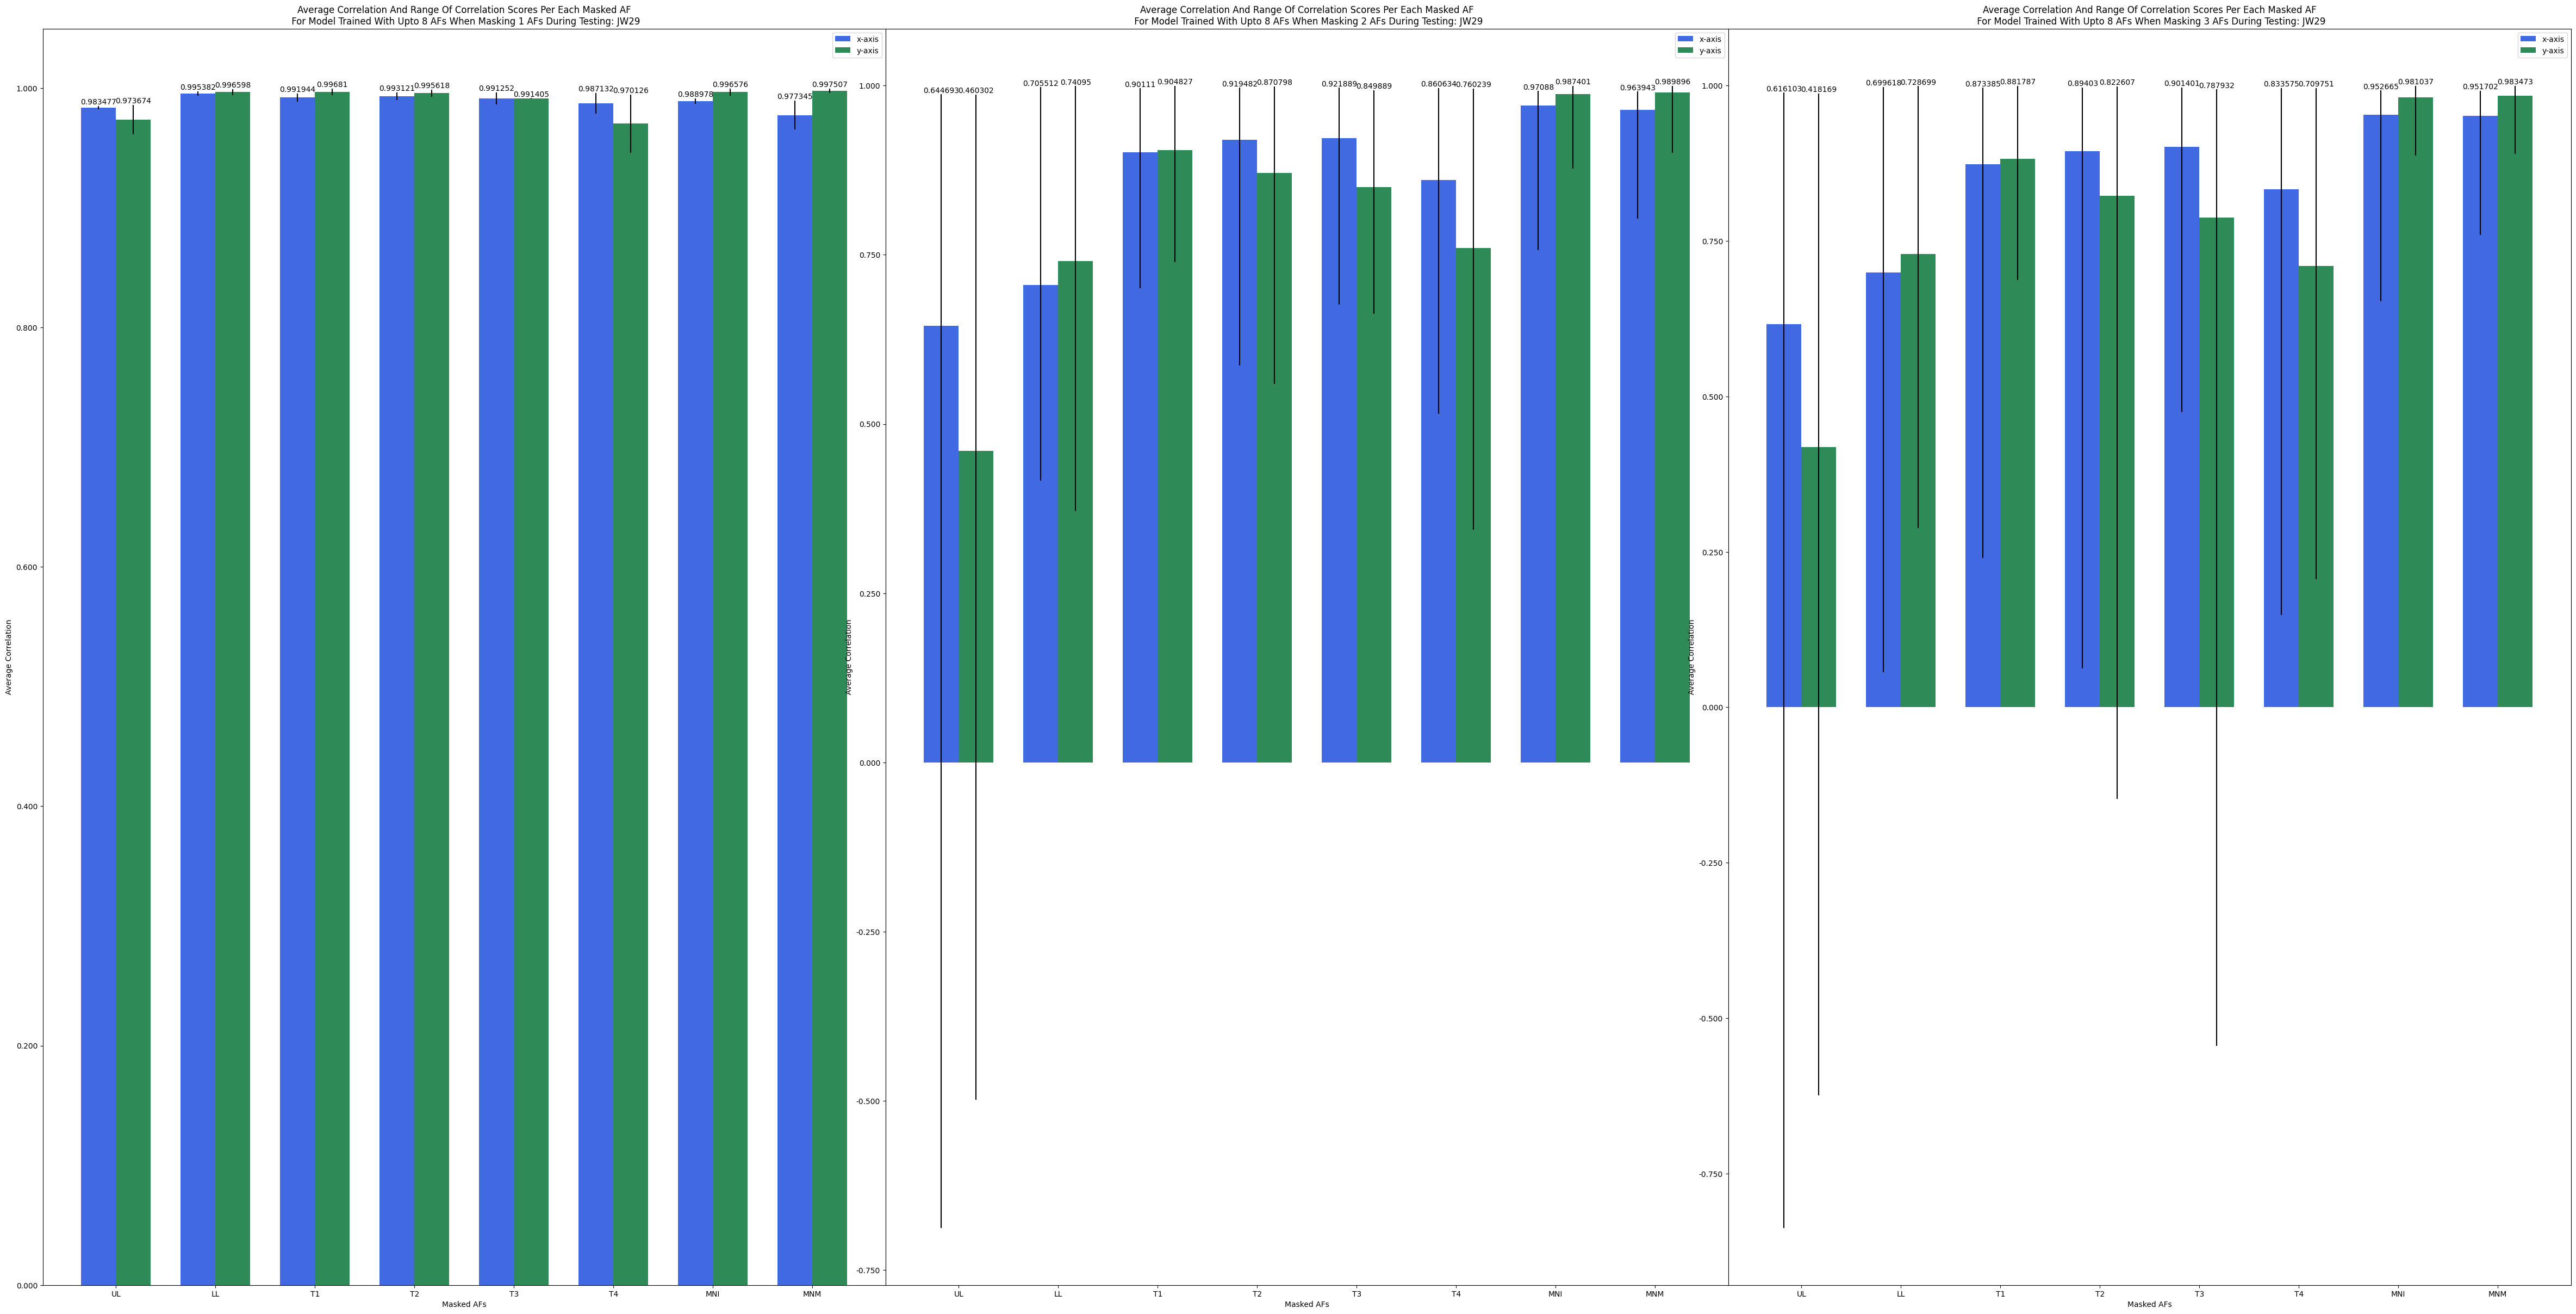 Average Correlation And Range Of Correlation Scores Per Each Masked AF
For Model Trained With Upto 8 AFs When Masking 1 AFs During Testing: JW29
x-axis
y-axis
1.000
0.800
0.600
0.400
0.200
0.000
Average Correlation
0.983477
0.973674
0.995382
0.996598
0.991944
0.99681
0.993121
0.995618
0.991252
0.991405
0.987132
0.970126
0.988978
0.996576
0.977345
0.997507
UL
LL
T1
T2
T3
T4
MNI
MNM
Masked AFs
Average Correlation And Range Of Correlation Scores Per Each Masked AF
For Model Trained With Upto 8 AFs When Masking 2 AFs During Testing: JW29
x-axis
y-axis
1.000
0.750
0.500
0.250
0.000
-0.250
-0.500
-0.750
Average Correlation
0.644693
0.460302
0.705512
0.74095
0.90111
0.904827
0.919482
0.870798
0.921889
0.849889
0.860634
0.760239
0.97088
0.987401
0.963943
0.989896
UL
LL
T1
T2
T3
T4
MNI
MNM
Masked AFs
Average Correlation And Range Of Correlation Scores Per Each Masked AF
For Model Trained With Upto 8 AFs When Masking 3 AFs During Testing: JW29
x-axis
y-axis
1.000
0.750
0.500
0.250
0.000
-0.250
-0.500
-0.750
Average Correlation
0.616103
0.418169
0.699618
0.728699
0.873385
0.881787
0.89403
0.822607
0.901401
0.787932
0.833575
0.709751
0.952665
0.981037
0.951702
0.983473
UL
LL
T1
T2
T3
T4
MNI
MNM
Masked AFs